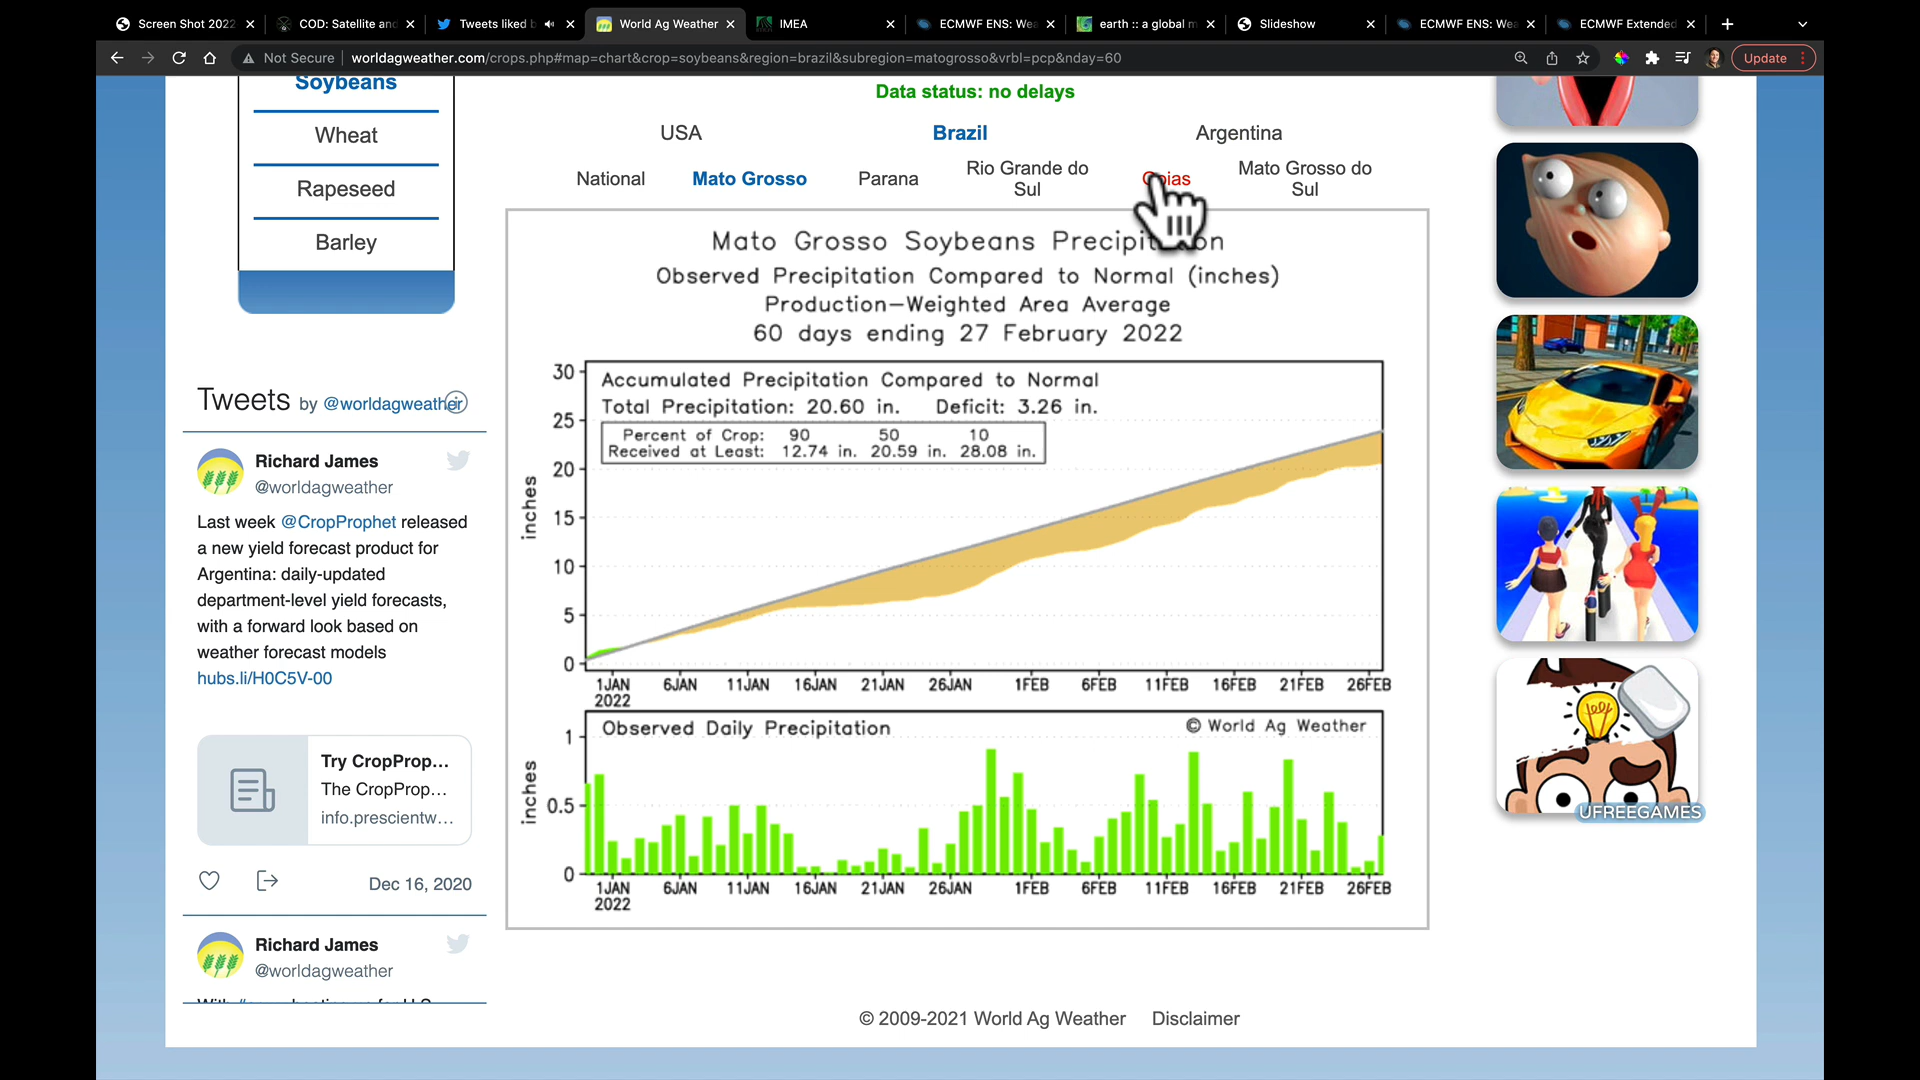 Screen Shot 2022
COD: Satellite and
Tweets liked b
World Ag Weather
IMEA
ECMWF ENS: Wea
earth :: a global m
Slideshow
ECMWF ENS: Wea
ECMWF Extended
Not Secure
worldagweather.com/crops.php#map=chart&crop=soybeans&region=brazil&subregion=matogrosso&vrbl=pcp&nday=60
Update
Soybeans
Wheat
Rapeseed
Barley
Data status: no delays
USA
Brazil
Argentina
National
Mato Grosso
Parana
Rio Grande do
Sul
Goias
Mato Grosso do
Sul
Mato Grosso Soybeans Precipitation
Observed Precipitation Compared to Normal (inches)
Production-Weighted Area Average
60 days ending 27 February 2022
Accumulated Precipitation Compared to Normal
Total Precipitation: 20.60 in. Deficit: 3.26 in.
Percent of Crop: 90 50 10
Received at Least: 12.74 in. 20.59 in. 28.08 in.
inches
30
25
20
15
10
5
0
1JAN 6JAN 11JAN 16JAN 21JAN 26JAN 1FEB 6FEB 11FEB 16FEB 21FEB 26FEB
2022
Observed Daily Precipitation
© World Ag Weather
inches
1
0.5
0
1JAN 6JAN 11JAN 16JAN 21JAN 26JAN 1FEB 6FEB 11FEB 16FEB 21FEB 26FEB
2022
Tweets by @worldagweather
Richard James
@worldagweather
Last week @CropProphet released
a new yield forecast product for
Argentina: daily-updated
department-level yield forecasts,
with a forward look based on
weather forecast models
hubs.li/H0C5V-00
Try CropProp...
The CropProp...
info.prescientw...
Dec 16, 2020
Richard James
@worldagweather
UFREEGAMES
© 2009-2021 World Ag Weather
Disclaimer